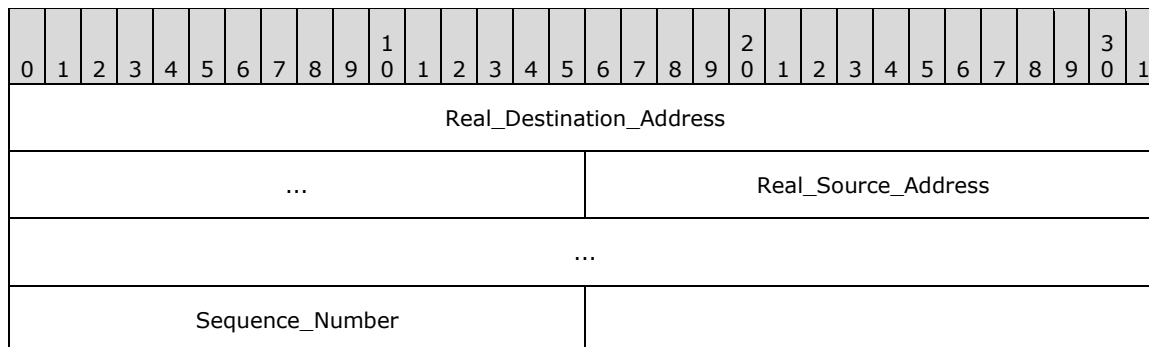 1 2 3
0 1 2 3 4 5 6 7 8 9 0 1 2 3 4 5 6 7 8 9 0 1 2 3 4 5 6 7 8 9 0 1
Real_Destination_Address
... Real_Source_Address
...
Sequence_Number